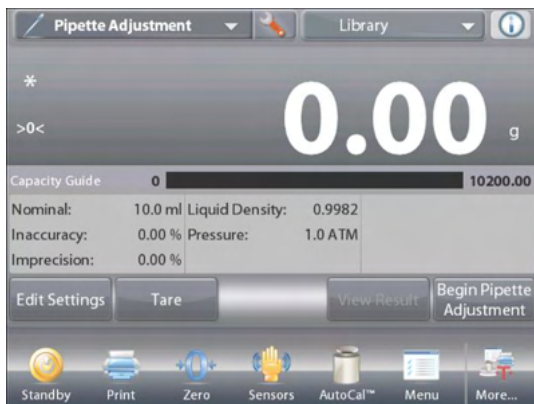 Pipette Adjustment
Library
*
>0<
0.00 g
Capacity Guide 0 10200.00
Nominal: 10.0 ml Liquid Density: 0.9982
Inaccuracy: 0.00 % Pressure: 1.0 ATM
Imprecision: 0.00 %
Edit Settings Tare View Result Begin Pipette
Adjustment
Standby Print Zero Sensors AutoCal™ Menu More...